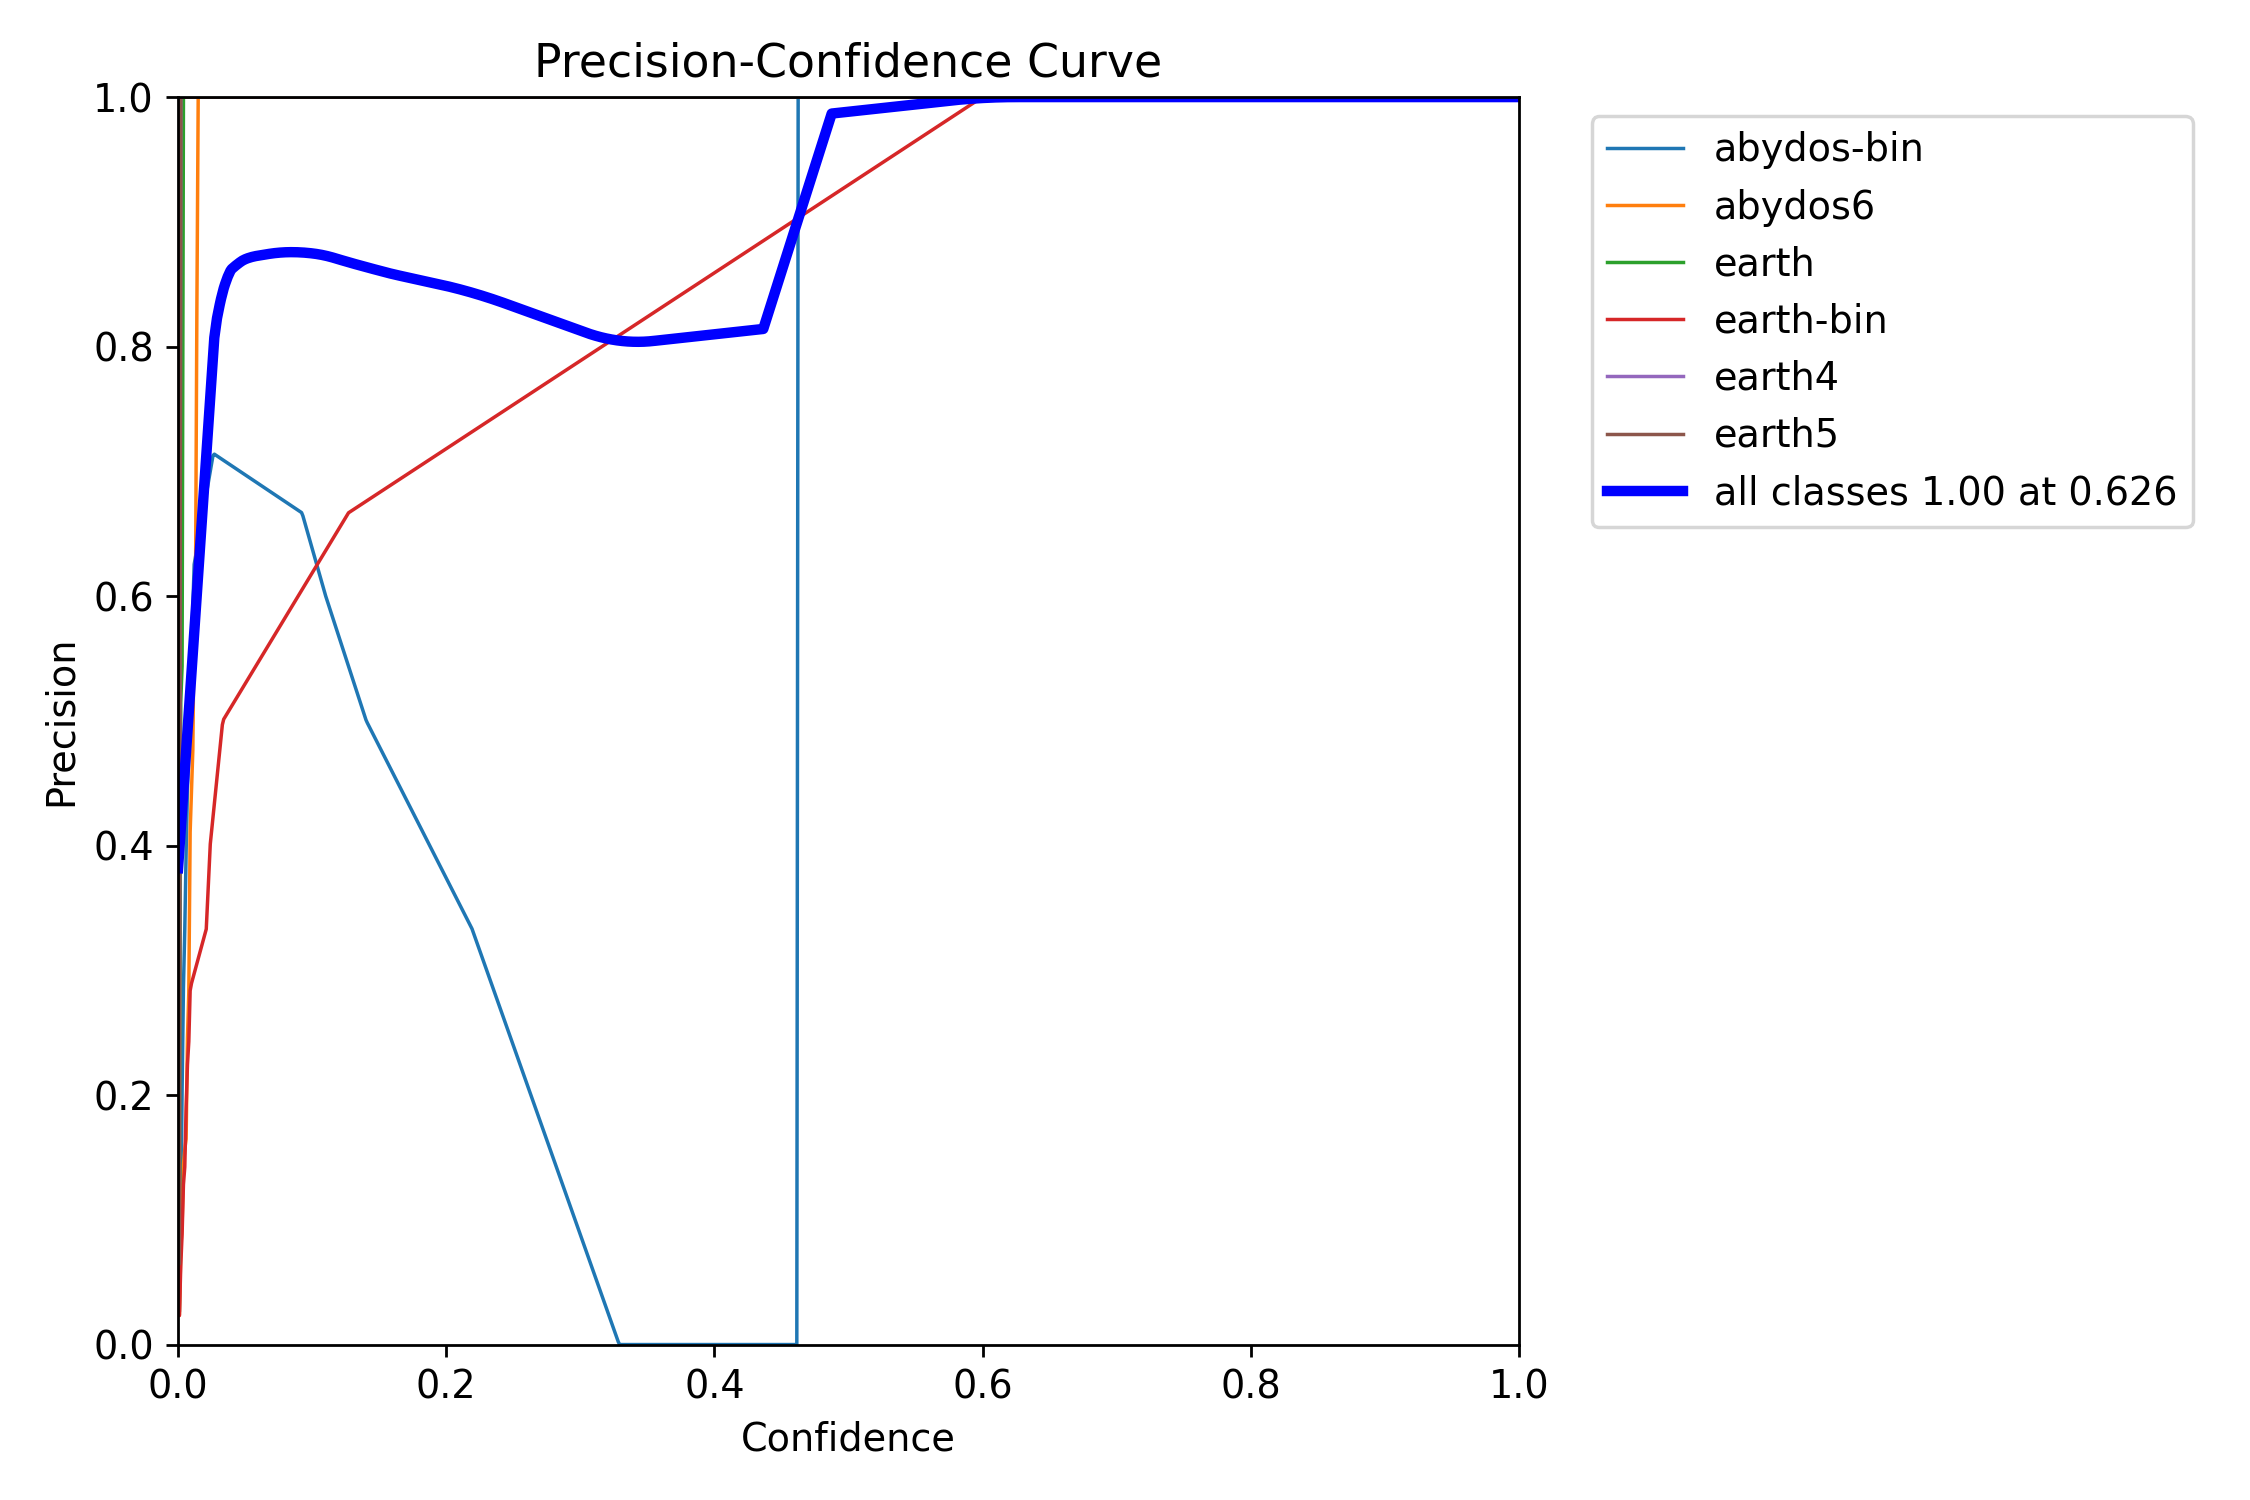 Precision-Confidence Curve
1.0
0.8
0.6
0.4
0.2
0.0
Precision
0.0 0.2 0.4 0.6 0.8 1.0
Confidence
abydos-bin
abydos6
earth
earth-bin
earth4
earth5
all classes 1.00 at 0.626